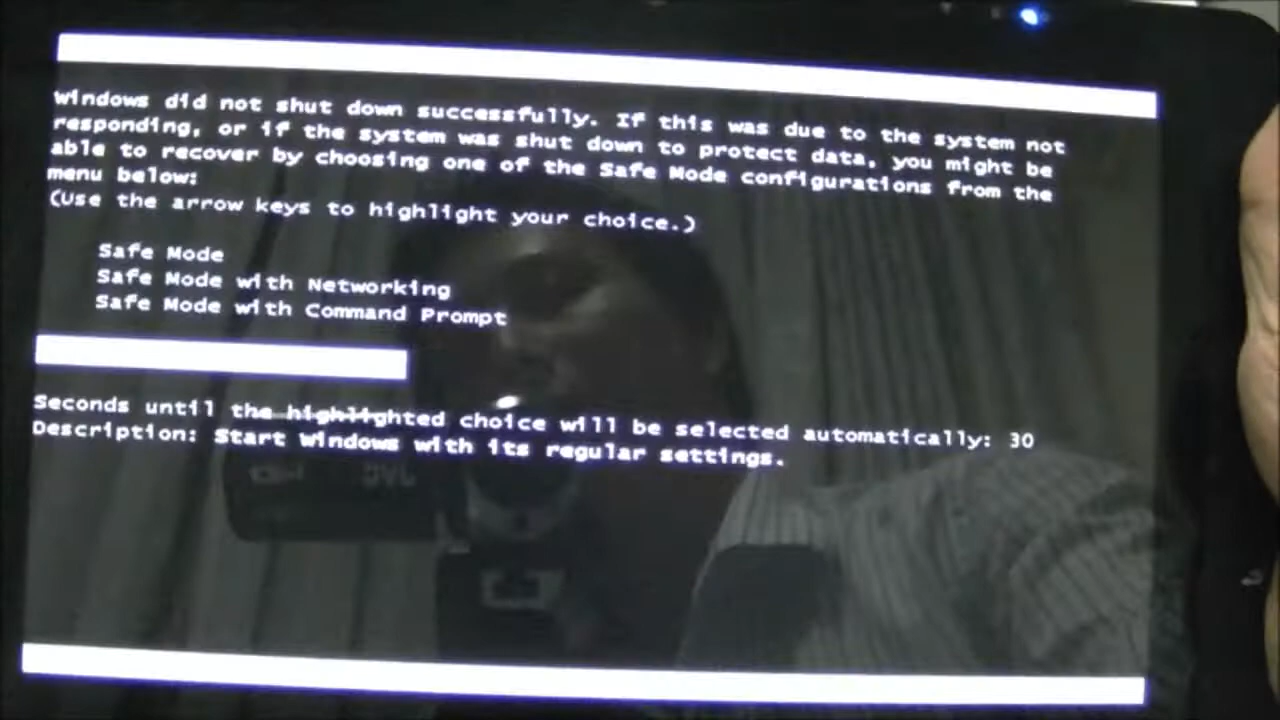 Windows did not shut down successfully. If this was due to the system not
responding, or if the system was shut down to protect data, you might be
able to recover by choosing one of the Safe Mode configurations from the
menu below:
(Use the arrow keys to highlight your choice.)
Safe Mode
Safe Mode with Networking
Safe Mode with Command Prompt
Seconds until the highlighted choice will be selected automatically: 30
Description: Start Windows with its regular settings.